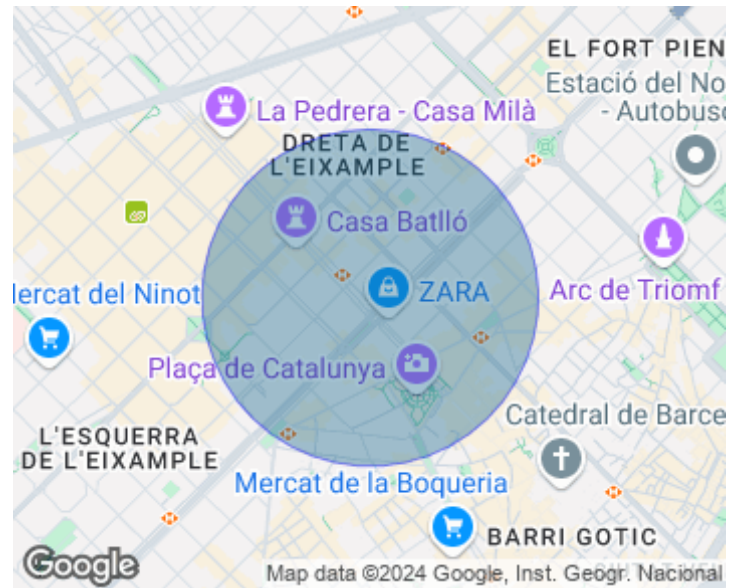 EL FORT PIEN
Estació del No
- Autobuso
La Pedrera - Casa Milà
DRETA DE
L'EIXAMPLE
Casa Batlló
Arc de Triomf
ZARA
Mercat del Ninot
Plaça de Catalunya
L'ESQUERRA
DE L'EIXAMPLE
Catedral de Barce
Mercat de la Boqueria
BARRI GOTIC
Google
Map data ©2024 Google, Inst. Geogr. Nacional